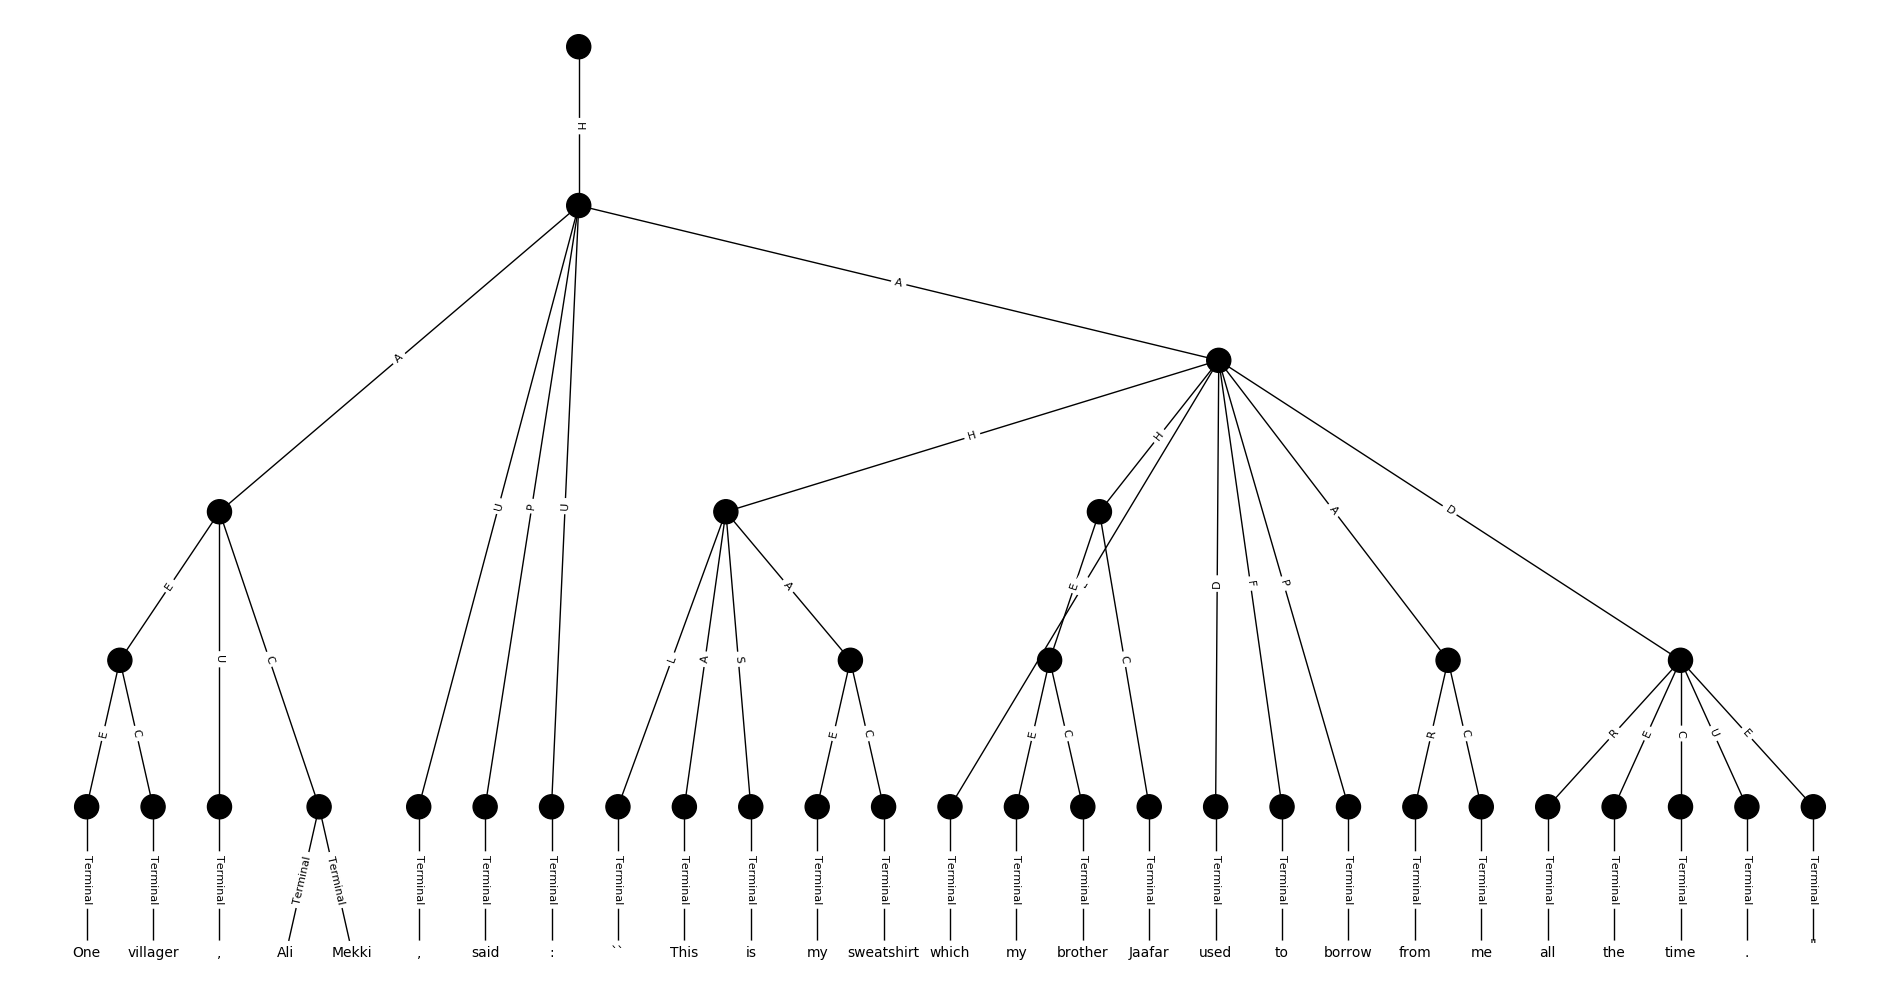 H
A
A
H
H
U
P
U
A
D
E
A
E
L
D
F
P
U
C
L
A
S
C
E
C
E
C
E
C
R
C
R
E
C
U
E
Terminal Terminal Terminal Terminal Terminal Terminal Terminal Terminal Terminal Terminal Terminal Terminal Terminal Terminal Terminal Terminal Terminal Terminal Terminal Terminal Terminal Terminal Terminal Terminal Terminal Terminal Terminal
One villager , Ali Mekki , said : `` This is my sweatshirt which my brother Jaafar used to borrow from me all the time . "